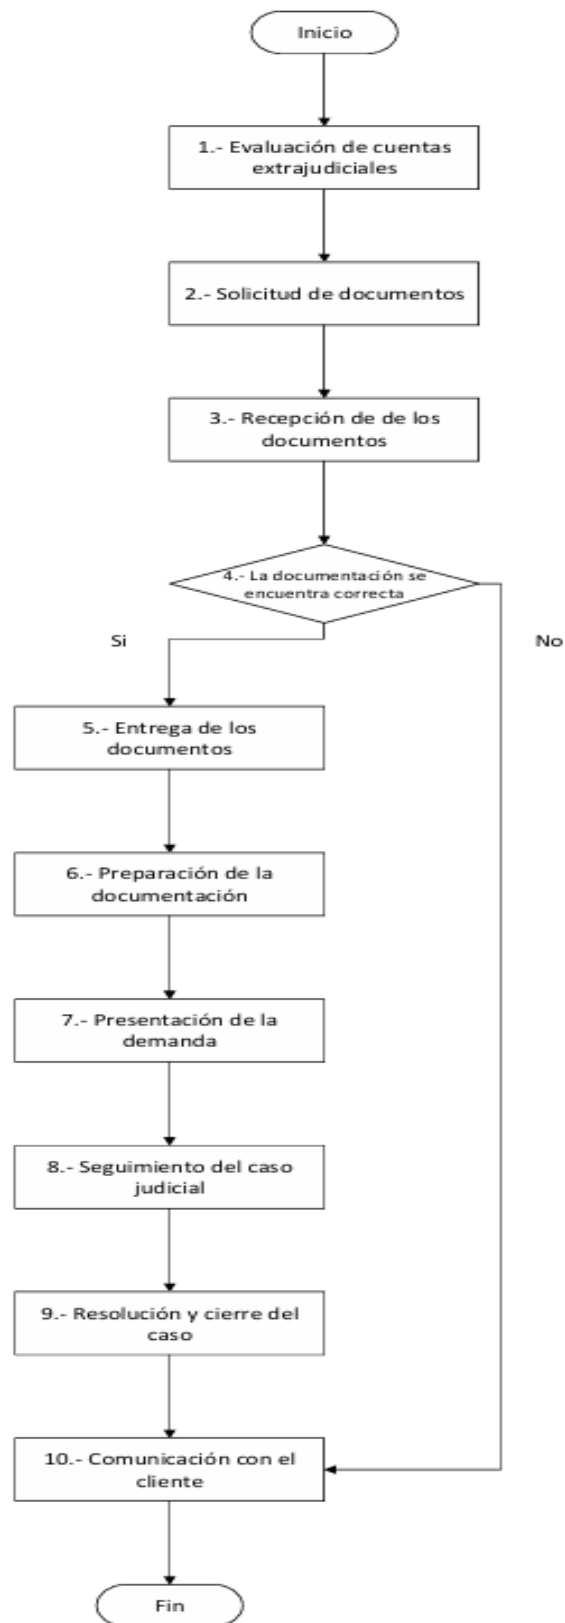 Inicio
1.- Evaluación de cuentas
extrajudiciales
2.- Solicitud de documentos
3.- Recepción de de los
documentos
4.- La documentación se
encuentra correcta
Si
No
5.- Entrega de los
documentos
6.- Preparación de la
documentación
7.- Presentación de la
demanda
8.- Seguimiento del caso
judicial
9.- Resolución y cierre del
caso
10.- Comunicación con el
cliente
Fin